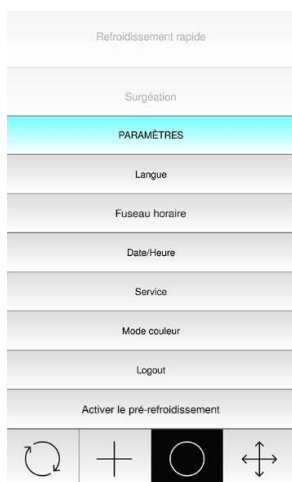 Refroidissement rapide
Surgéation
PARAMÈTRES
Langue
Fuseau horaire
Date/Heure
Service
Mode couleur
Logout
Activer le pré-refroidissement